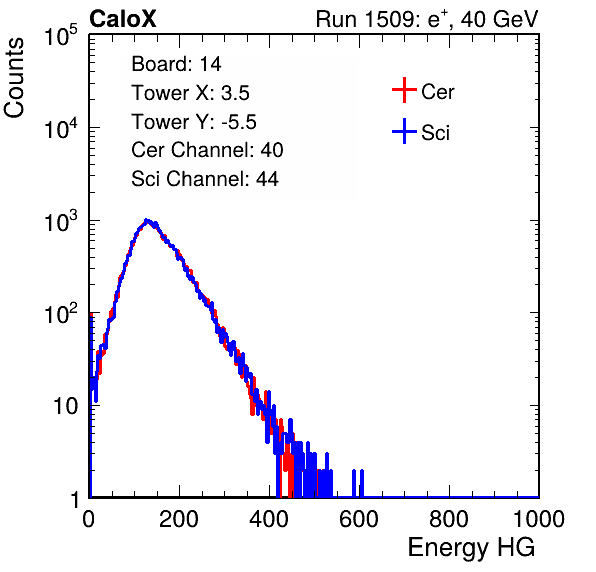 CaloX Run 1509: e⁺, 40 GeV
Board: 14
Tower X: 3.5
Tower Y: -5.5
Cer Channel: 40
Sci Channel: 44
Cer
Sci
Counts
10⁵
10⁴
10³
10²
10
1
0 200 400 600 800 1000
Energy HG